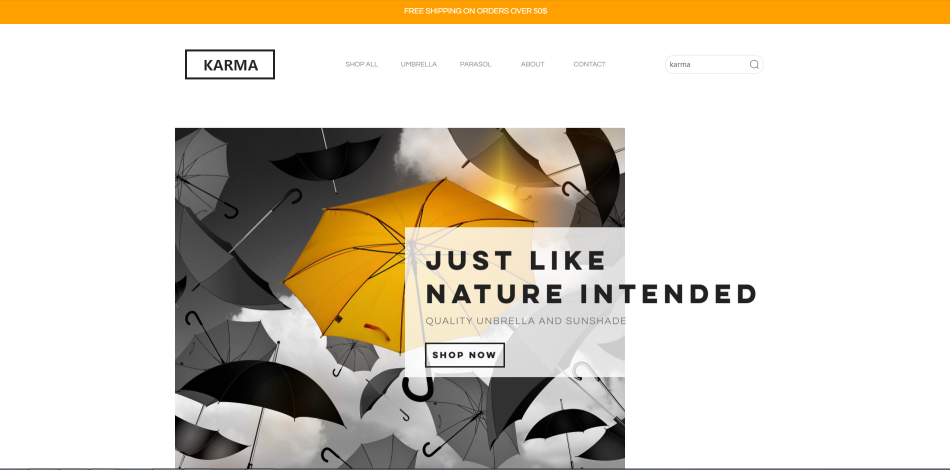 FREE SHIPPING ON ORDERS OVER 50$
KARMA
SHOP ALL
UMBRELLA
PARASOL
ABOUT
CONTACT
karma
JUST LIKE
NATURE INTENDED
QUALITY UNBRELLA AND SUNSHADE
SHOP NOW